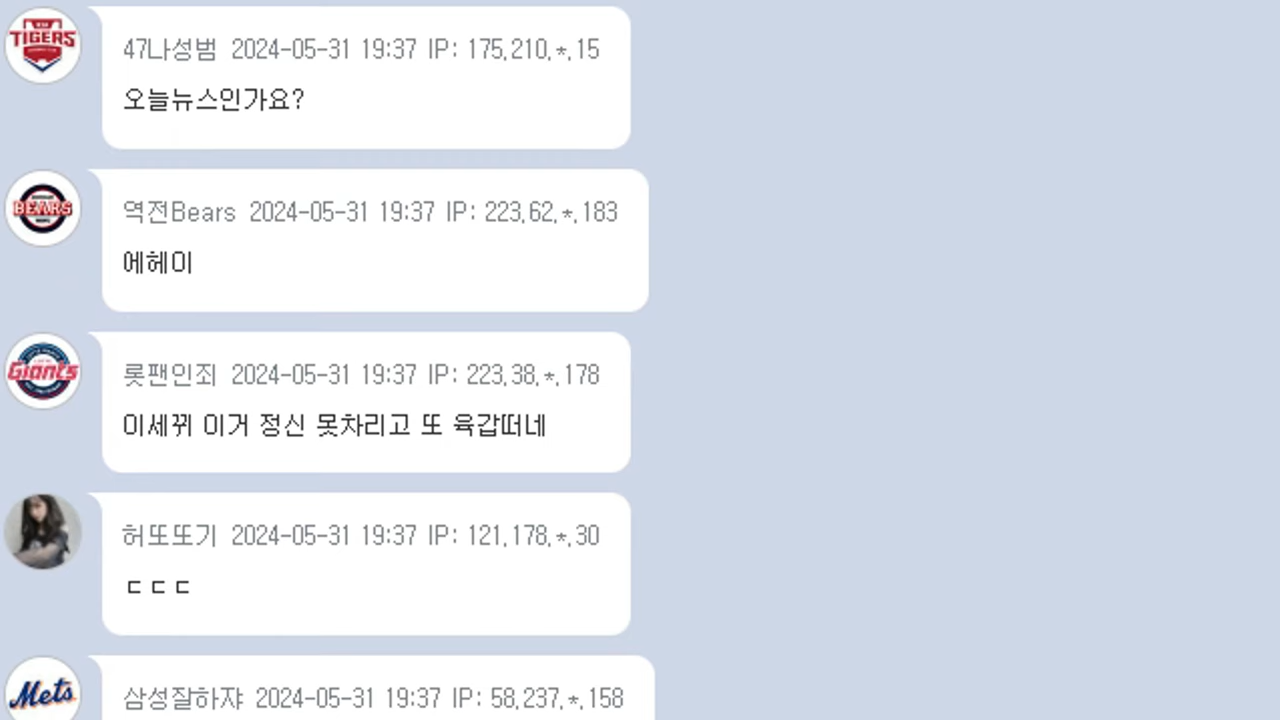 TIGERS
47나성범 2024-05-31 19:37 IP: 175.210.*.15
오늘뉴스인가요?
BEARS
역전Bears 2024-05-31 19:37 IP: 223.62.*.183
에헤이
Giants
롯팬인죄 2024-05-31 19:37 IP: 223.38.*.178
이세뀌 이거 정신 못차리고 또 육갑떠네
허또또기 2024-05-31 19:37 IP: 121.178.*.30
ㄷㄷㄷ
Mets
삼성잘하쟈 2024-05-31 19:37 IP: 58.237.*.158